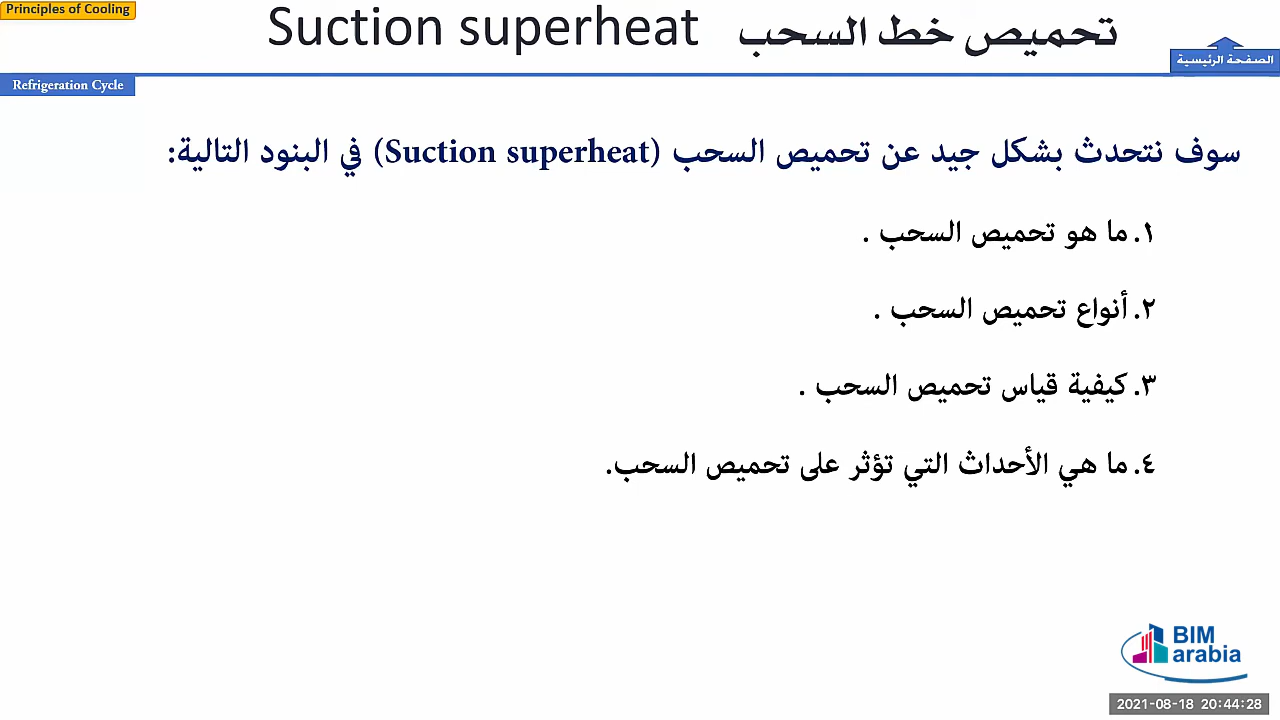 Principles of Cooling
تحميص خط السحب Suction superheat
الصفحة الرئيسية
Refrigeration Cycle
سوف نتحدث بشكل جيد عن تحميص السحب (Suction superheat) في البنود التالية:
١. ما هو تحميص السحب .
٢. أنواع تحميص السحب .
٣. كيفية قياس تحميص السحب .
٤. ما هي الأحداث التي تؤثر على تحميص السحب.
BIM
arabia
2021-08-18 20:44:28